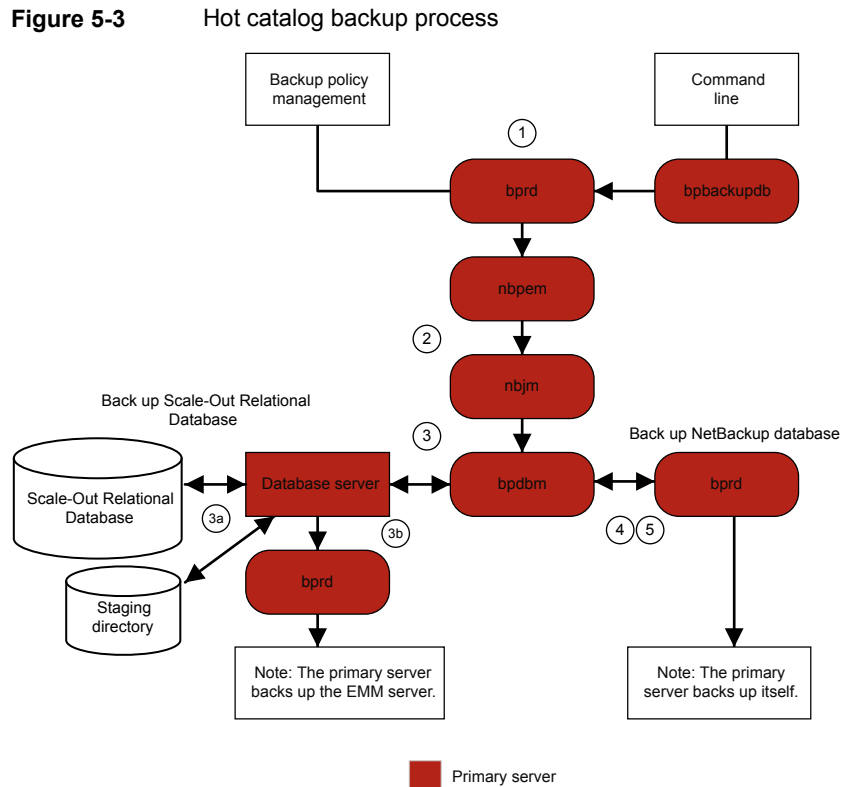 Figure 5-3 Hot catalog backup process
Backup policy
management
Command
line
1
bprd
bpbackupdb
nbpem
2
nbjm
Back up Scale-Out Relational
Database
3
Back up NetBackup database
Scale-Out Relational
Database
Database server
bpdbm
bprd
3a
3b
4
5
bprd
Staging
directory
Note: The primary server
backs up the EMM server.
Note: The primary
server backs up itself.
Primary server